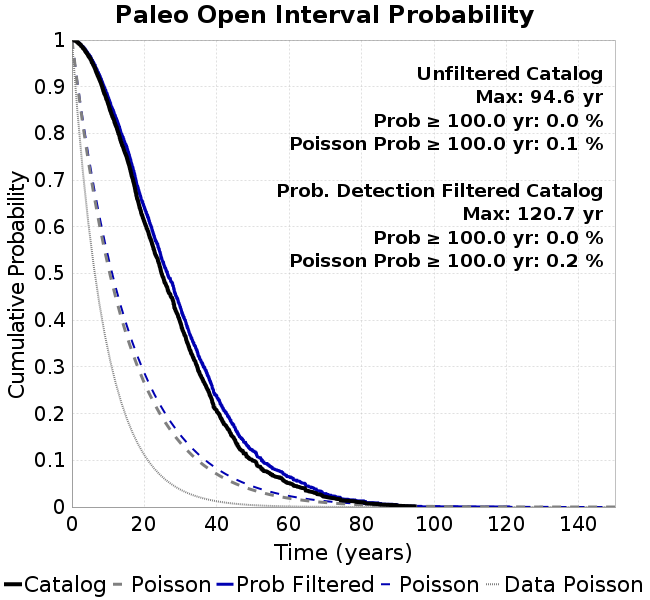 Paleo Open Interval Probability
Unfiltered Catalog
Max: 94.6 yr
Prob ≥ 100.0 yr: 0.0 %
Poisson Prob ≥ 100.0 yr: 0.1 %
Prob. Detection Filtered Catalog
Max: 120.7 yr
Prob ≥ 100.0 yr: 0.0 %
Poisson Prob ≥ 100.0 yr: 0.2 %
Cumulative Probability
1
0.9
0.8
0.7
0.6
0.5
0.4
0.3
0.2
0.1
0
0 20 40 60 80 100 120 140
Time (years)
Catalog Poisson Prob Filtered Poisson Data Poisson